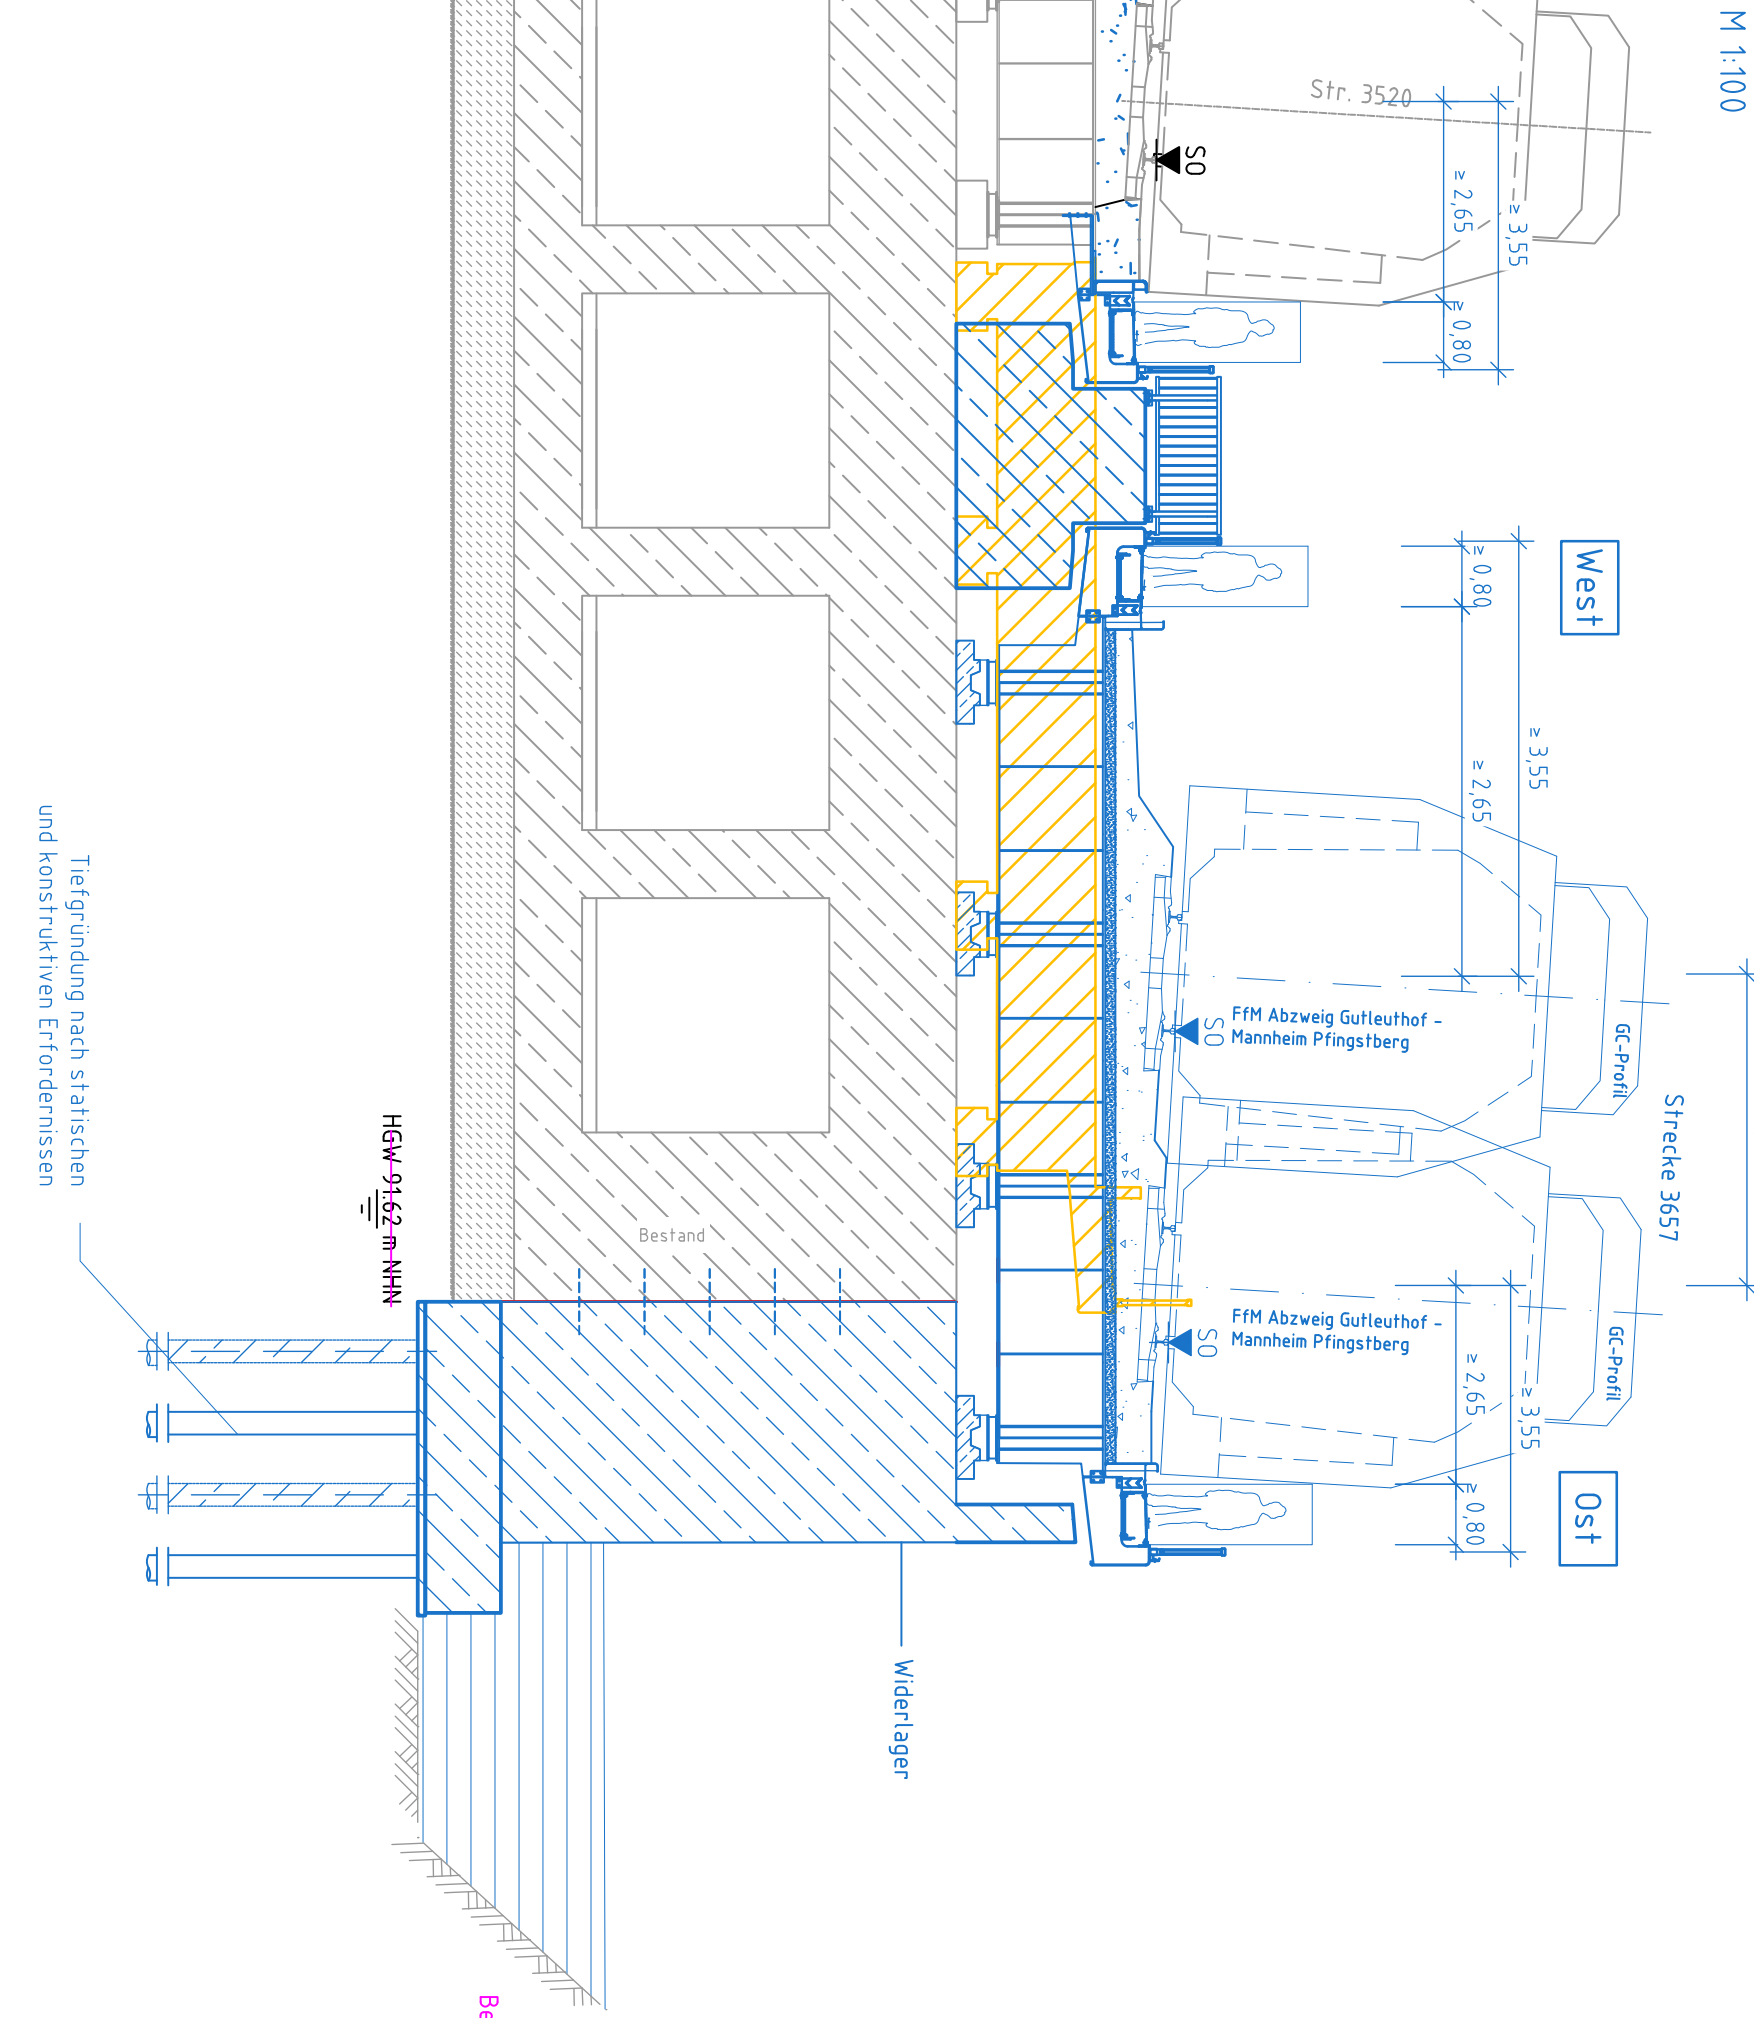 M 1:100
Str. 3520
SO
≥ 2,65
≥ 3,55
≥ 0,80
West
≥ 0,80
≥ 3,55
≥ 2,65
FfM Abzweig Gutleuthof -
Mannheim Pfingstberg
SO
GC-Profil
Strecke 3657
FfM Abzweig Gutleuthof -
Mannheim Pfingstberg
SO
GC-Profil
≥ 2,65
≥ 3,55
≥ 0,80
Ost
Bestand
Widerlager
HGW 91.62 m NHN
Tiefgründung nach statischen
und konstruktiven Erfordernissen
Be